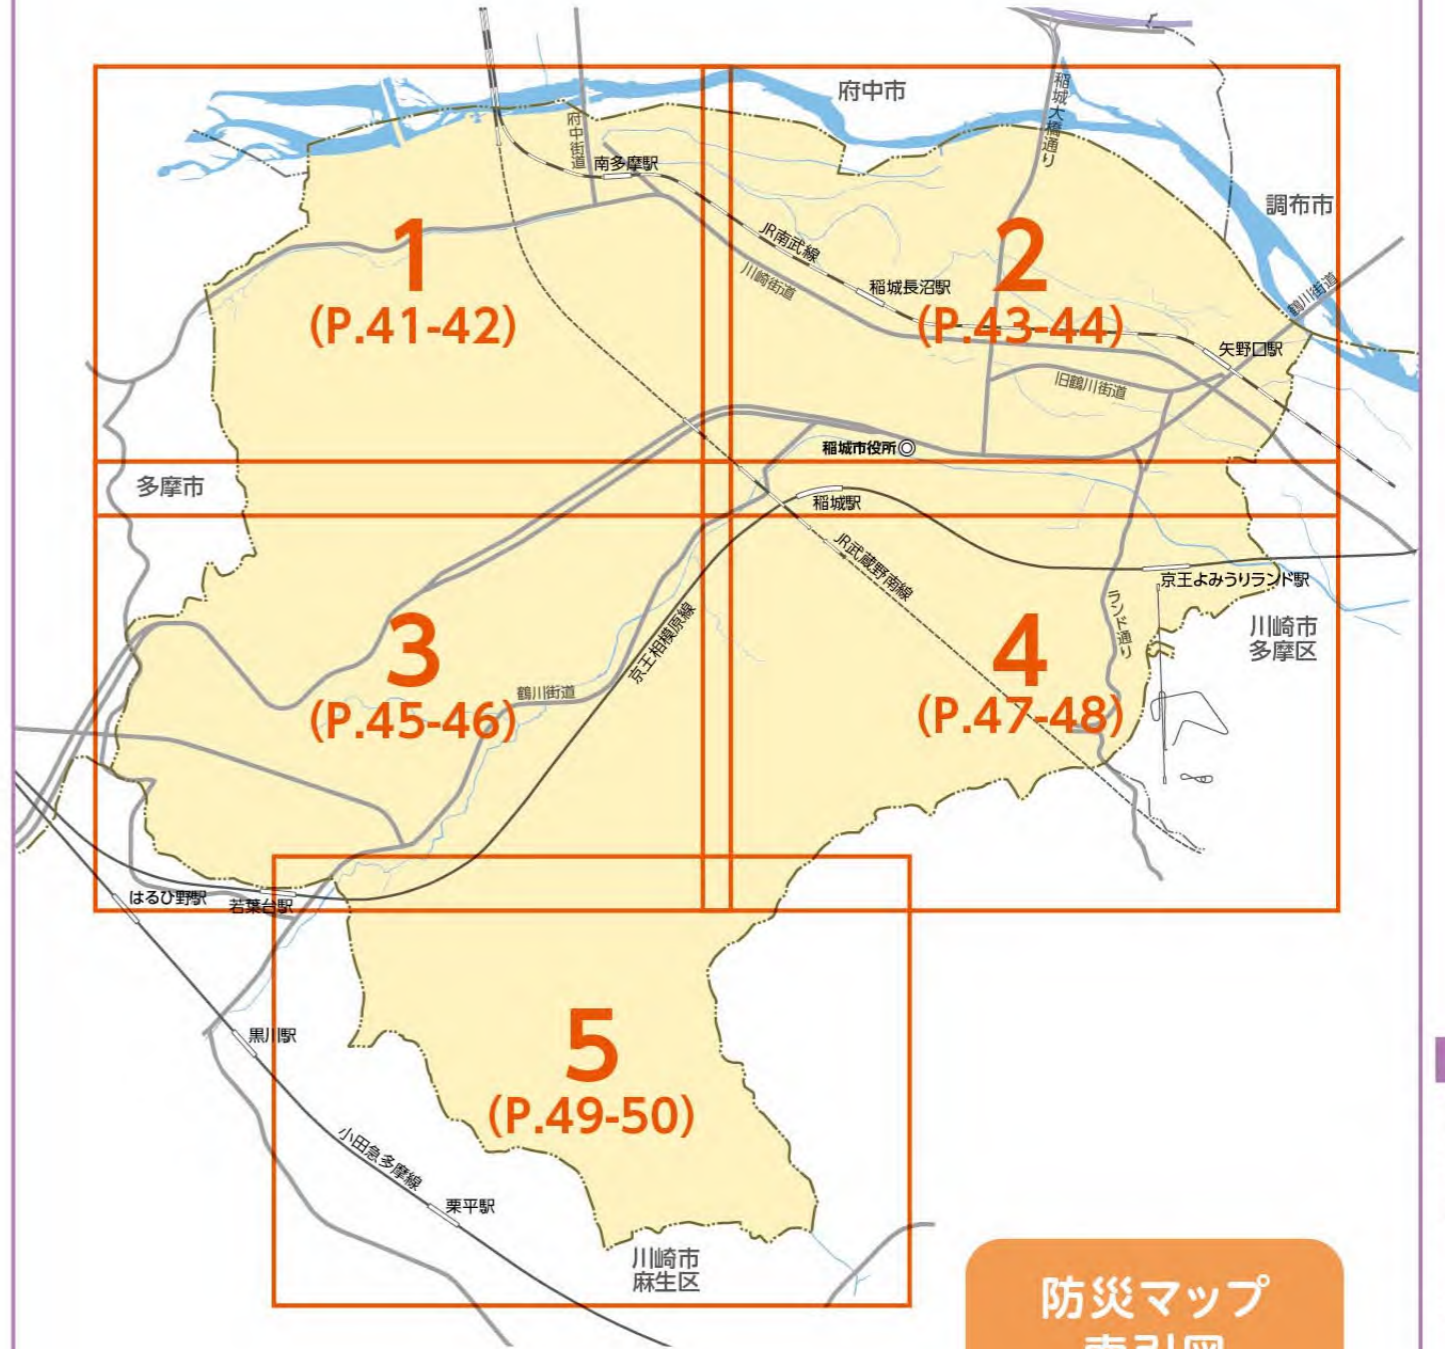 府中市
稲城大橋通り
府中街道
南多摩駅
調布市
1
(P.41-42)
JR南武線
2
(P.43-44)
川崎街道
稲城長沼駅
鶴川街道
矢野口駅
旧鶴川街道
稲城市役所
多摩市
稲城駅
JR武蔵野南線
京王よみうりランド駅
ランド通り
川崎市
多摩区
3
(P.45-46)
京王相模原線
鶴川街道
4
(P.47-48)
はるひ野駅
若葉台駅
黒川駅
5
(P.49-50)
小田急多摩線
栗平駅
川崎市
麻生区
防災マップ
索引図